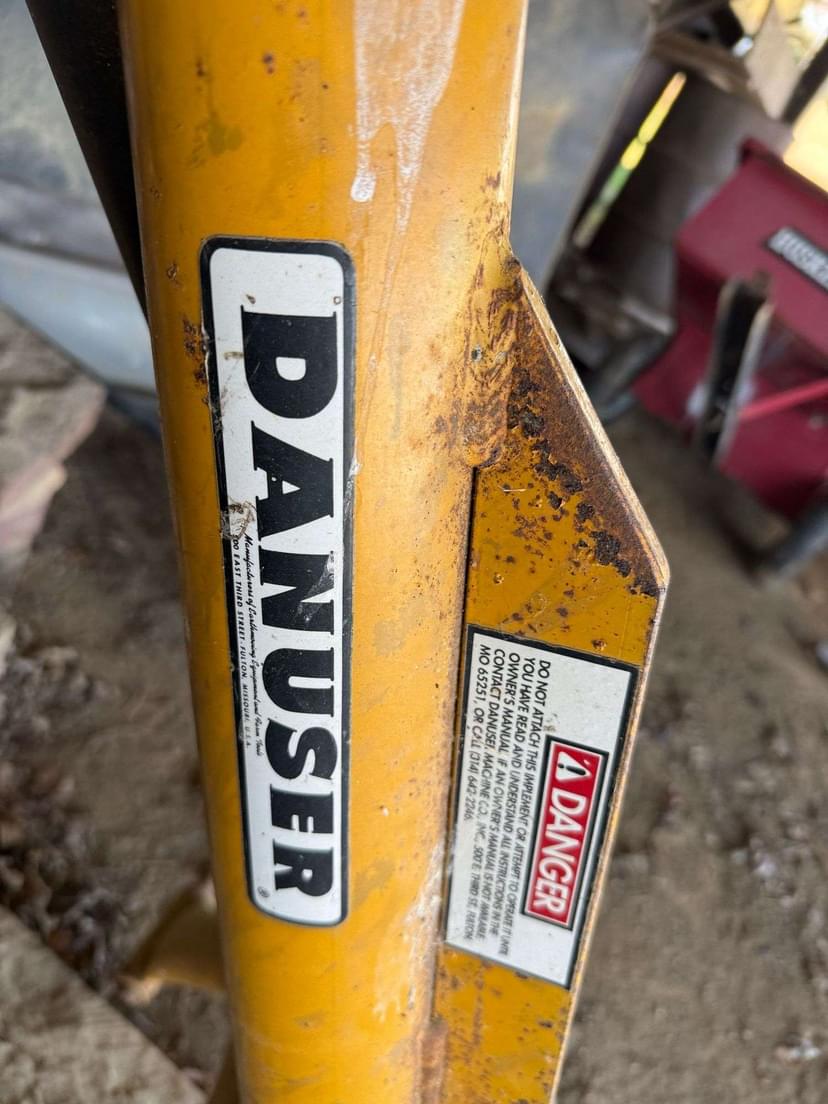 DANUSER
®
Manufacturers of Earthmoving Equipment and Farm Tools
00 EAST THIRD STREET · FULTON, MISSOURI, U.S.A.
DANGER
DO NOT ATTACH THIS IMPLEMENT OR ATTEMPT TO OPERATE IT UNTIL
YOU HAVE READ AND UNDERSTAND ALL INSTRUCTIONS IN THE
OWNER'S MANUAL. IF AN OWNER'S MANUAL IS NOT AVAILABLE
CONTACT DANUSER MACHINE CO., INC., 500 E. THIRD ST., FULTON,
MO 65251, OR CALL (314) 642-2246.